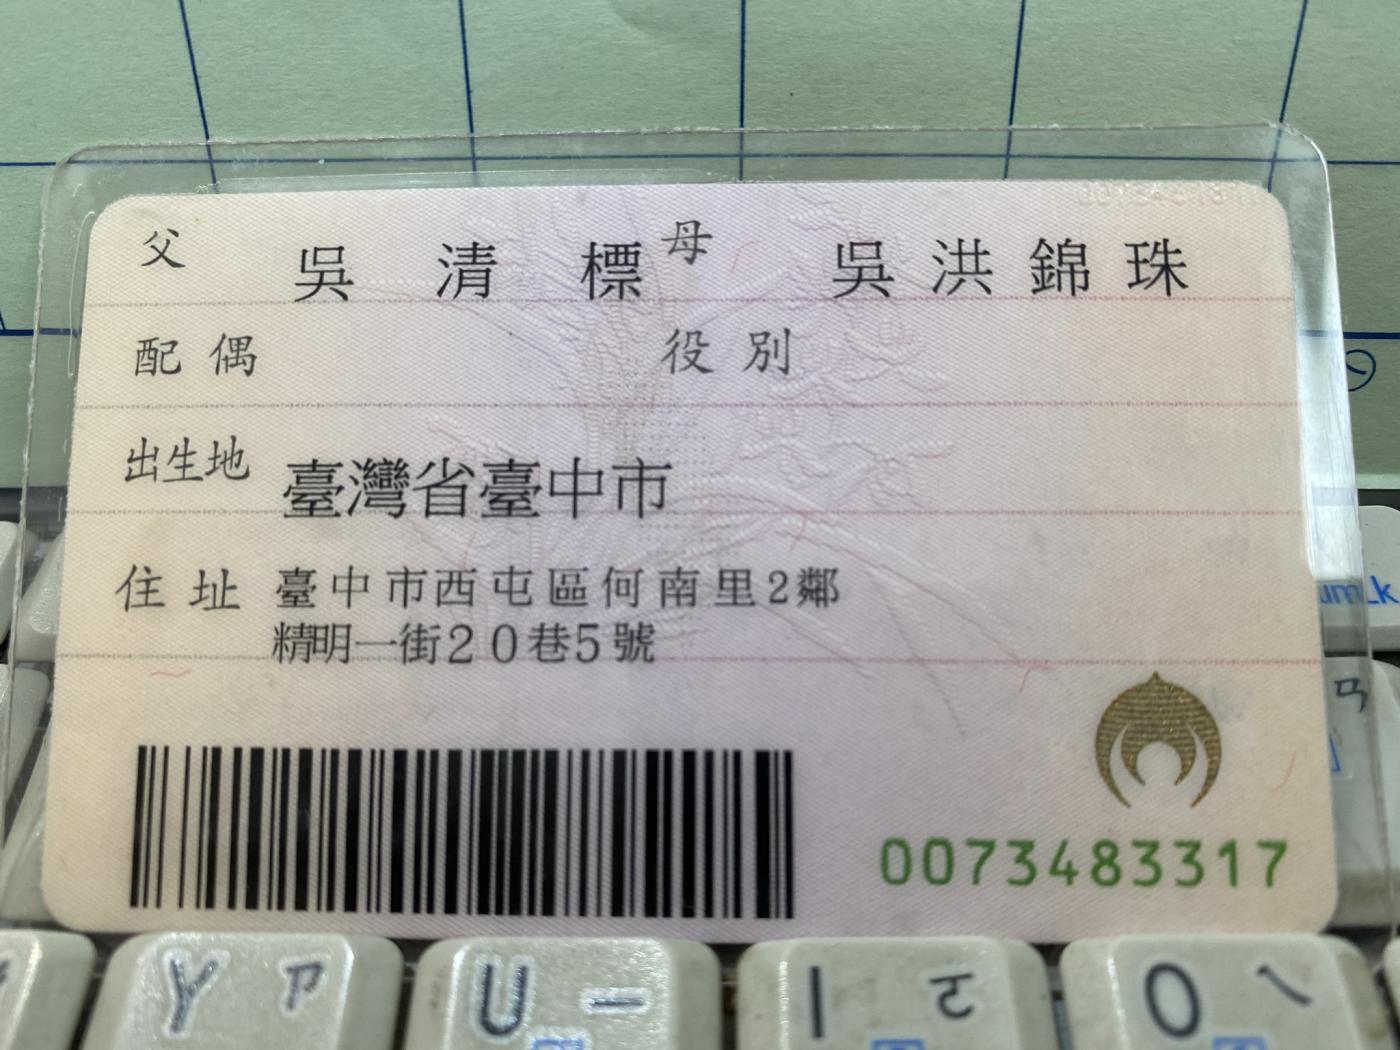 父 吳清標 母 吳洪錦珠
配偶 役別
出生地 臺灣省臺中市
住址 臺中市西屯區何南里2鄰
精明一街20巷5號
0073483317
Y ㄗ U ㄧ I ㄛ O ㄟ